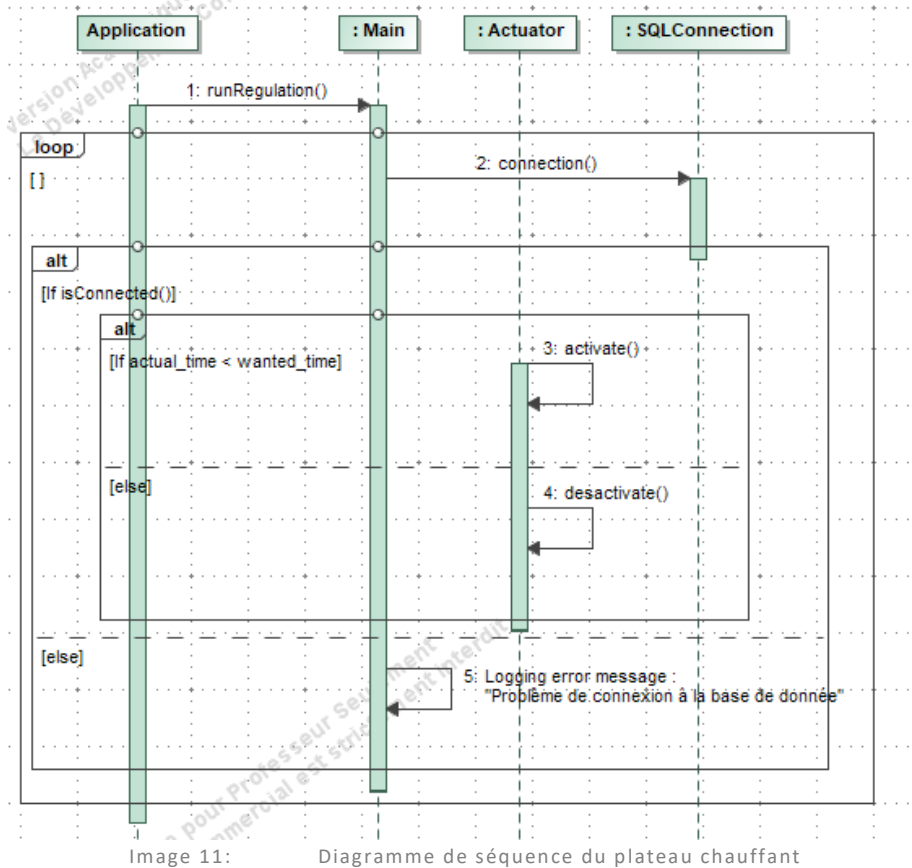 Application
: Main
: Actuator
: SQLConnection
1: runRegulation()
loop
[ ]
2: connection()
alt
[If isConnected()]
alt
[If actual_time < wanted_time]
3: activate()
[else]
4: desactivate()
[else]
5: Logging error message :
"Problème de connexion à la base de donnée"
Image 11: Diagramme de séquence du plateau chauffant